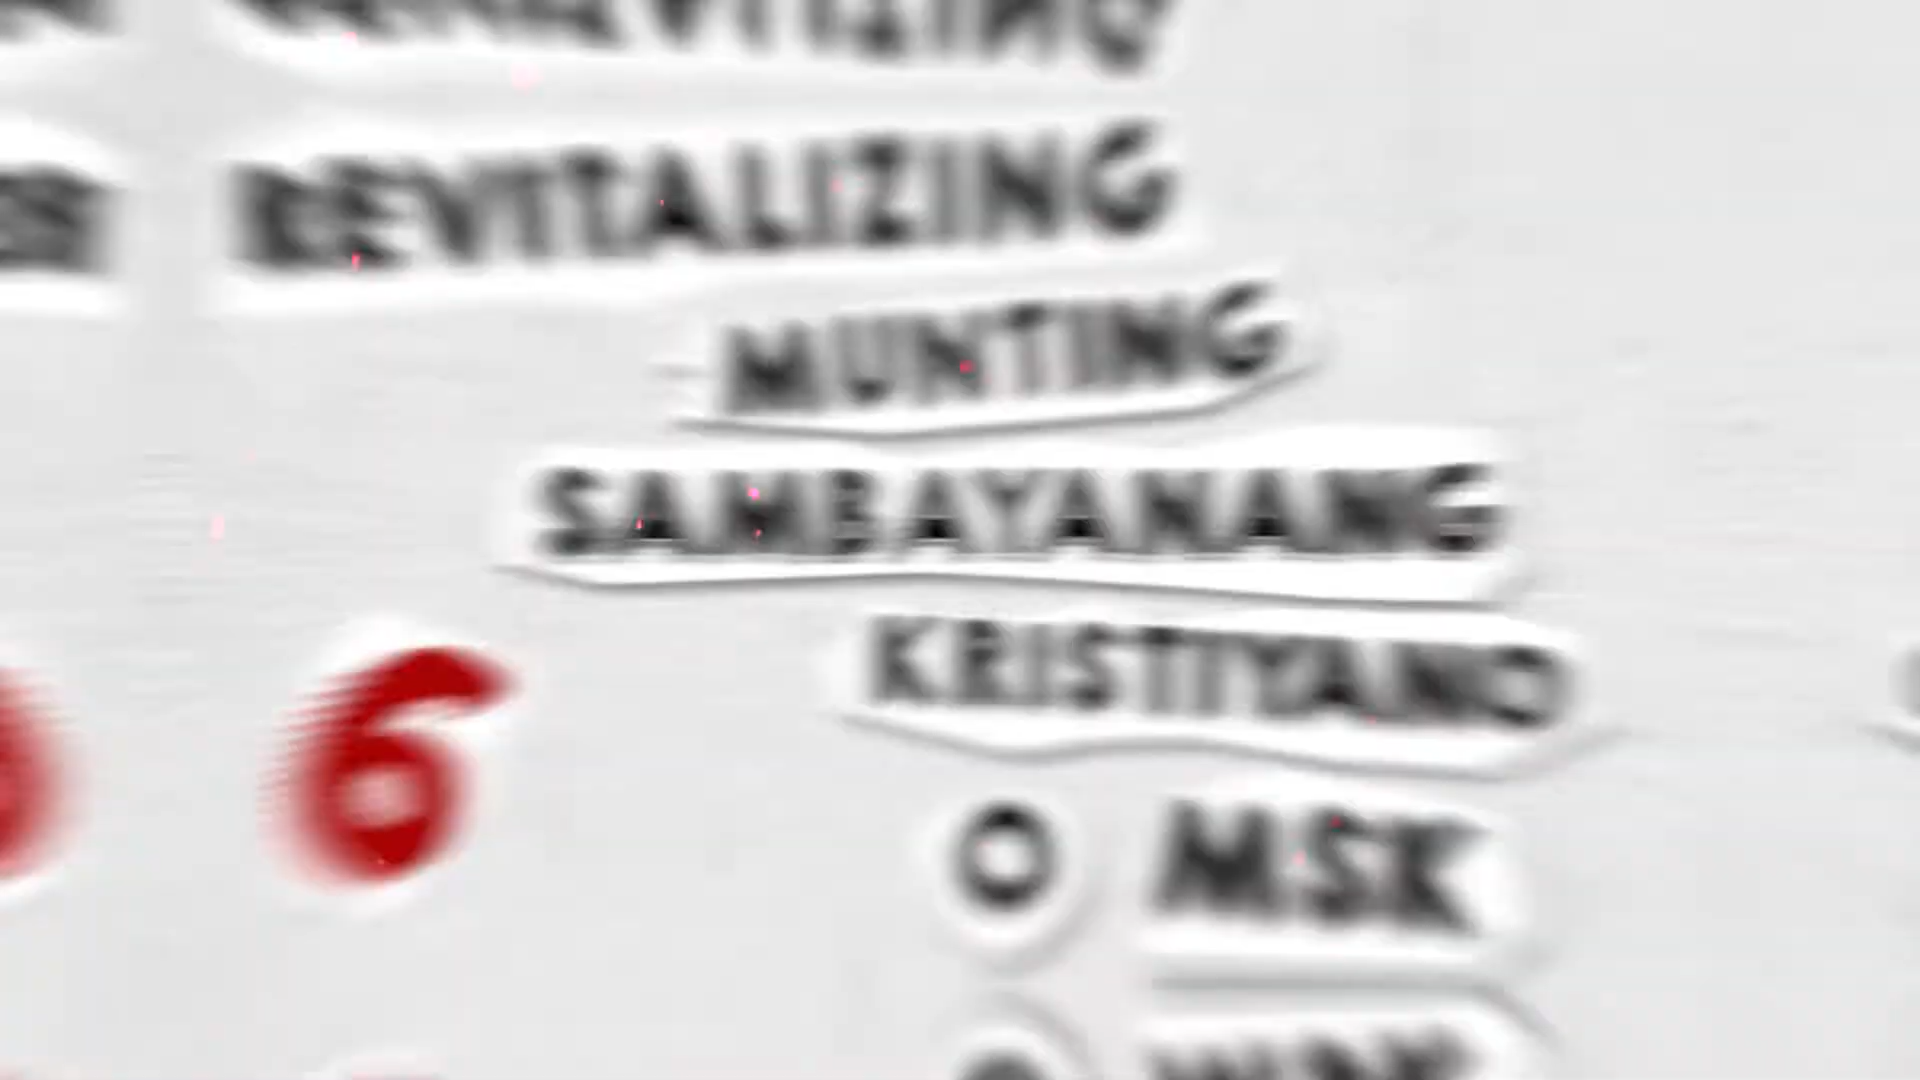 REVITALIZING
MUNTING
SAMBAYANANG
KRISTIYANO
6
O MSK